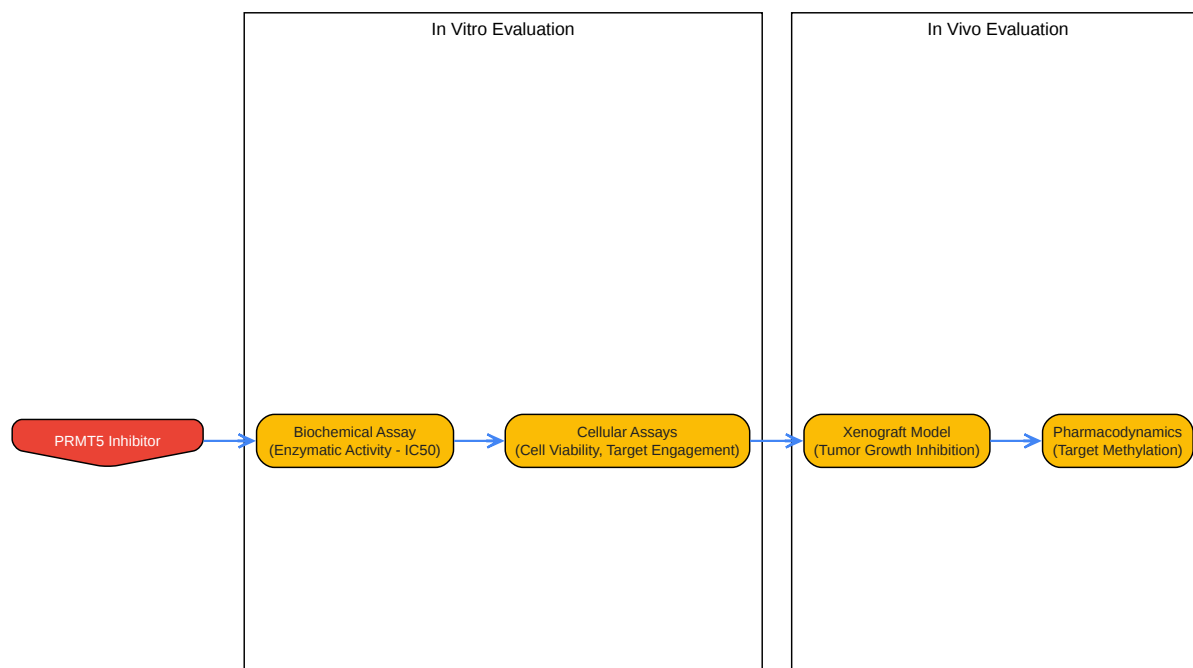 In Vitro Evaluation
In Vivo Evaluation
PRMT5 Inhibitor
Biochemical Assay
(Enzymatic Activity - IC50)
Cellular Assays
(Cell Viability, Target Engagement)
Xenograft Model
(Tumor Growth Inhibition)
Pharmacodynamics
(Target Methylation)